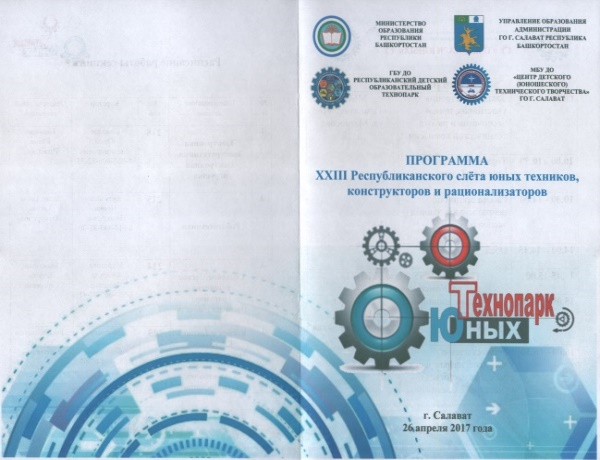 МИНИСТЕРСТВО
ОБРАЗОВАНИЯ
РЕСПУБЛИКИ
БАШКОРТОСТАН
УПРАВЛЕНИЕ ОБРАЗОВАНИЯ
АДМИНИСТРАЦИИ
ГО Г. САЛАВАТ РЕСПУБЛИКА
БАШКОРТОСТАН
ГБУ ДО
РЕСПУБЛИКАНСКИЙ ДЕТСКИЙ
ОБРАЗОВАТЕЛЬНЫЙ
ТЕХНОПАРК
МБУ ДО
«ЦЕНТР ДЕТСКОГО
(ЮНОШЕСКОГО)
ТЕХНИЧЕСКОГО ТВОРЧЕСТВА»
ГО Г. САЛАВАТ
ПРОГРАММА
XXIII Республиканского слёта юных техников,
конструкторов и рационализаторов
Технопарк
Юных
г. Салават
26 апреля 2017 года